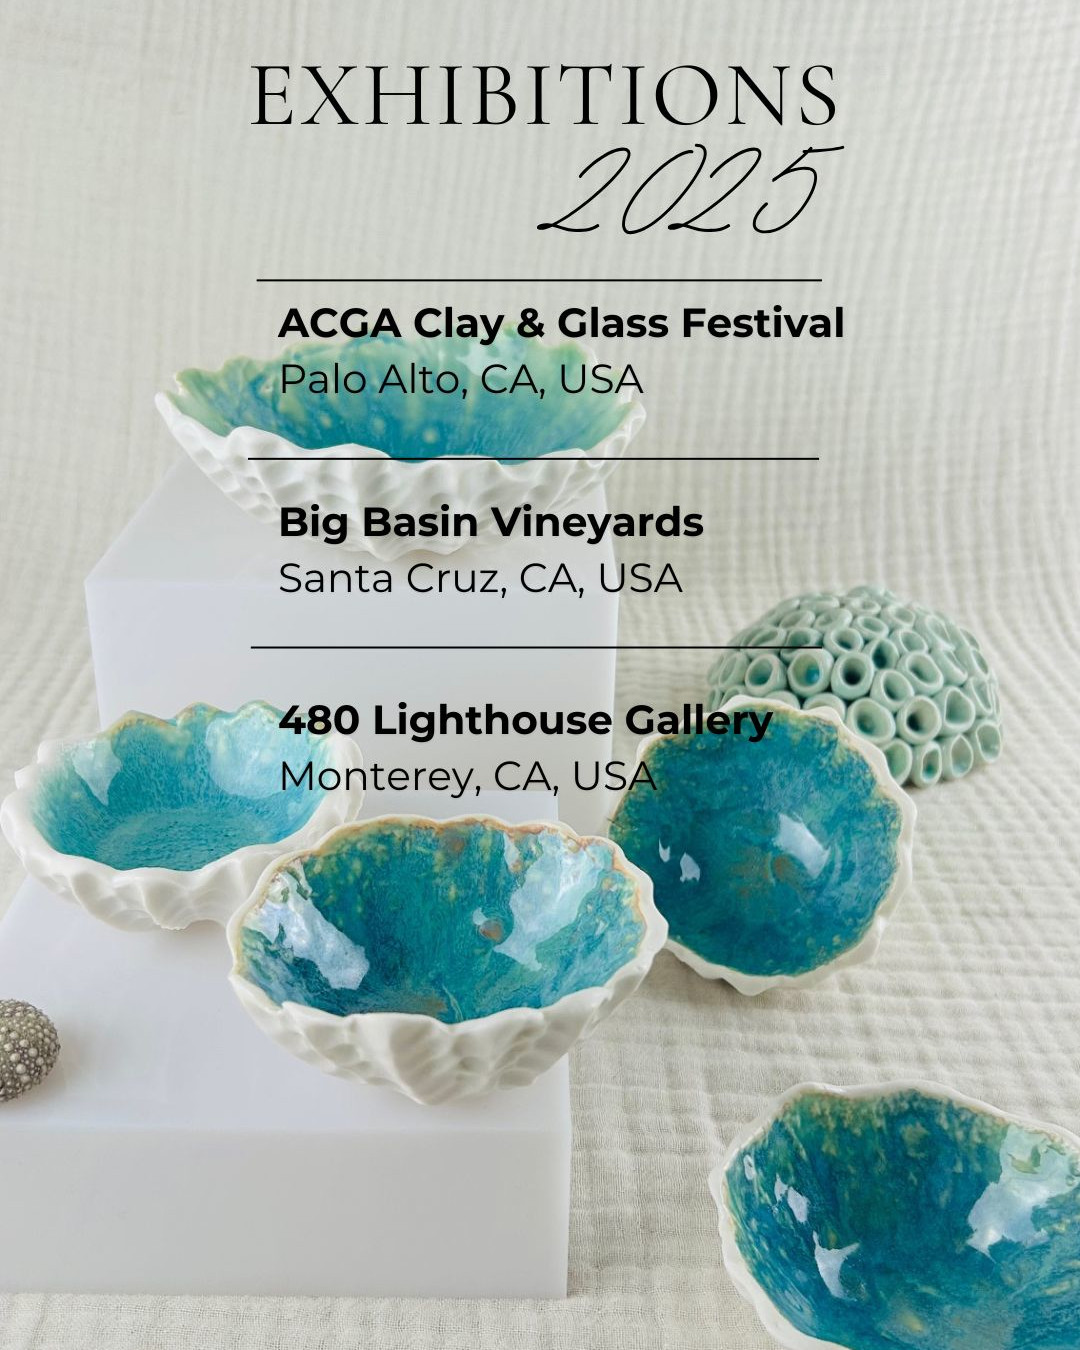 EXHIBITIONS
2025
ACGA Clay & Glass Festival
Palo Alto, CA, USA
Big Basin Vineyards
Santa Cruz, CA, USA
480 Lighthouse Gallery
Monterey, CA, USA